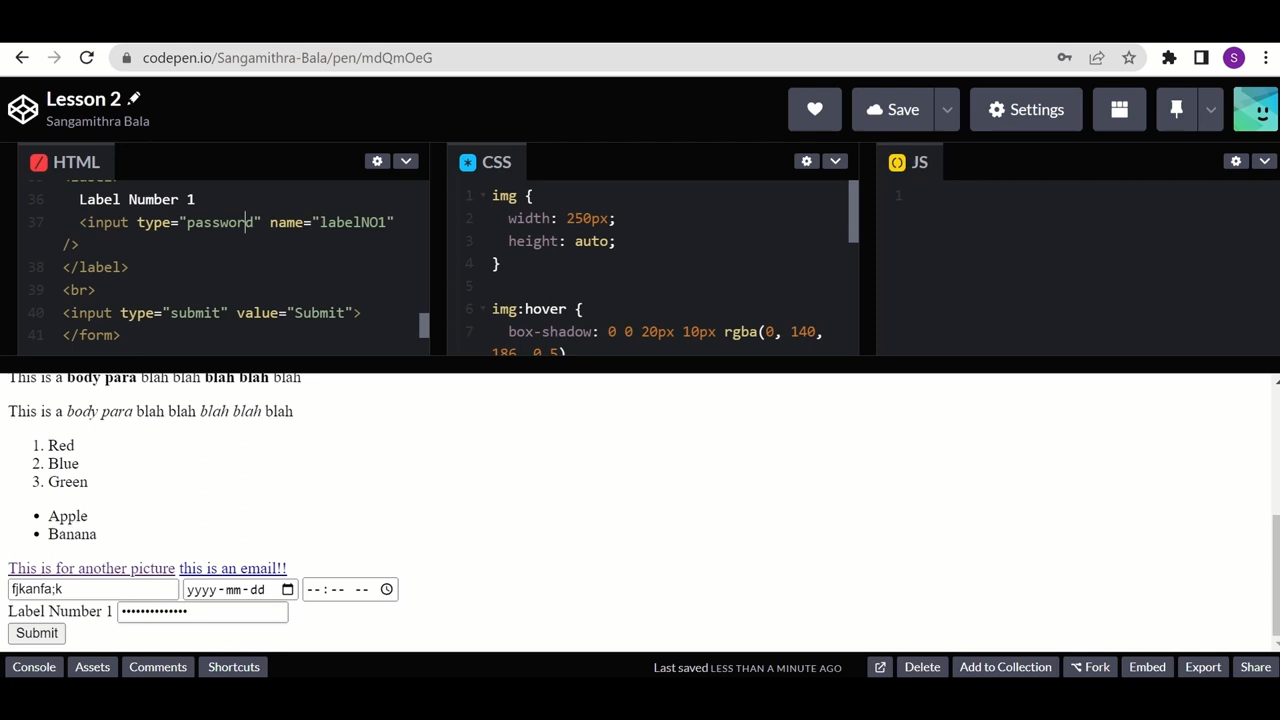 codepen.io/Sangamithra-Bala/pen/mdQmOeG
S
Lesson 2
Sangamithra Bala
Save
Settings
HTML
36 Label Number 1
37 <input type="password" name="labelNO1"
/>
38 </label>
39 <br>
40 <input type="submit" value="Submit">
41 </form>
CSS
1 img {
2 width: 250px;
3 height: auto;
4 }
5
6 img:hover {
7 box-shadow: 0 0 20px 10px rgba(0, 140,
186, 0.5)
JS
1
This is a body para blah blah blah blah blah
This is a body para blah blah blah blah blah
1. Red
2. Blue
3. Green
• Apple
• Banana
This is for another picture this is an email!!
fjkanfa;k yyyy-mm-dd --:-- --
Label Number 1 ••••••••••••••
Submit
Console Assets Comments Shortcuts Last saved LESS THAN A MINUTE AGO Delete Add to Collection Fork Embed Export Share